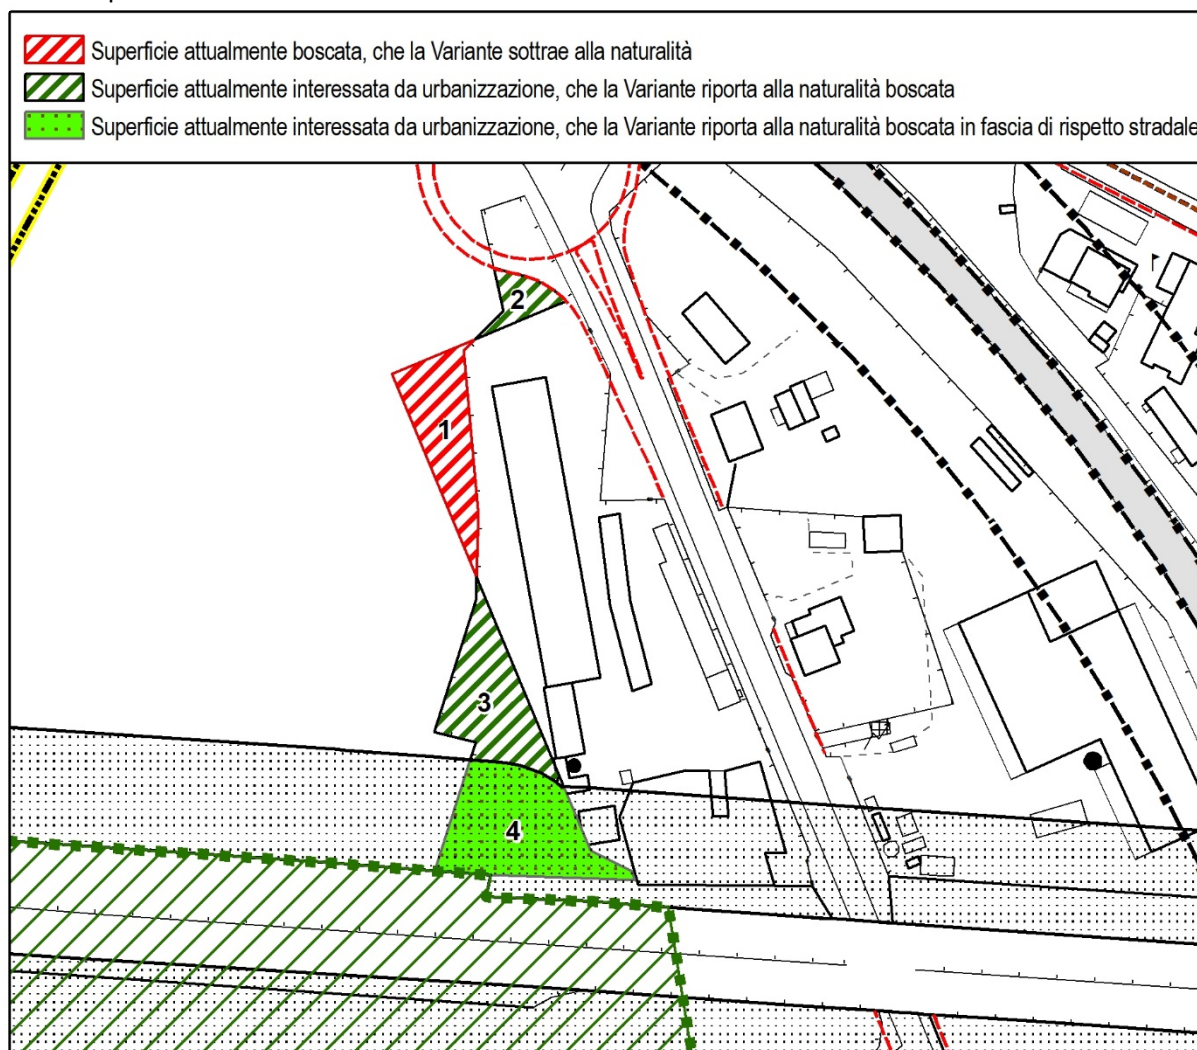 Superficie attualmente boscata, che la Variante sottrae alla naturalità
Superficie attualmente interessata da urbanizzazione, che la Variante riporta alla naturalità boscata
Superficie attualmente interessata da urbanizzazione, che la Variante riporta alla naturalità boscata in fascia di rispetto stradale
2
1
3
4